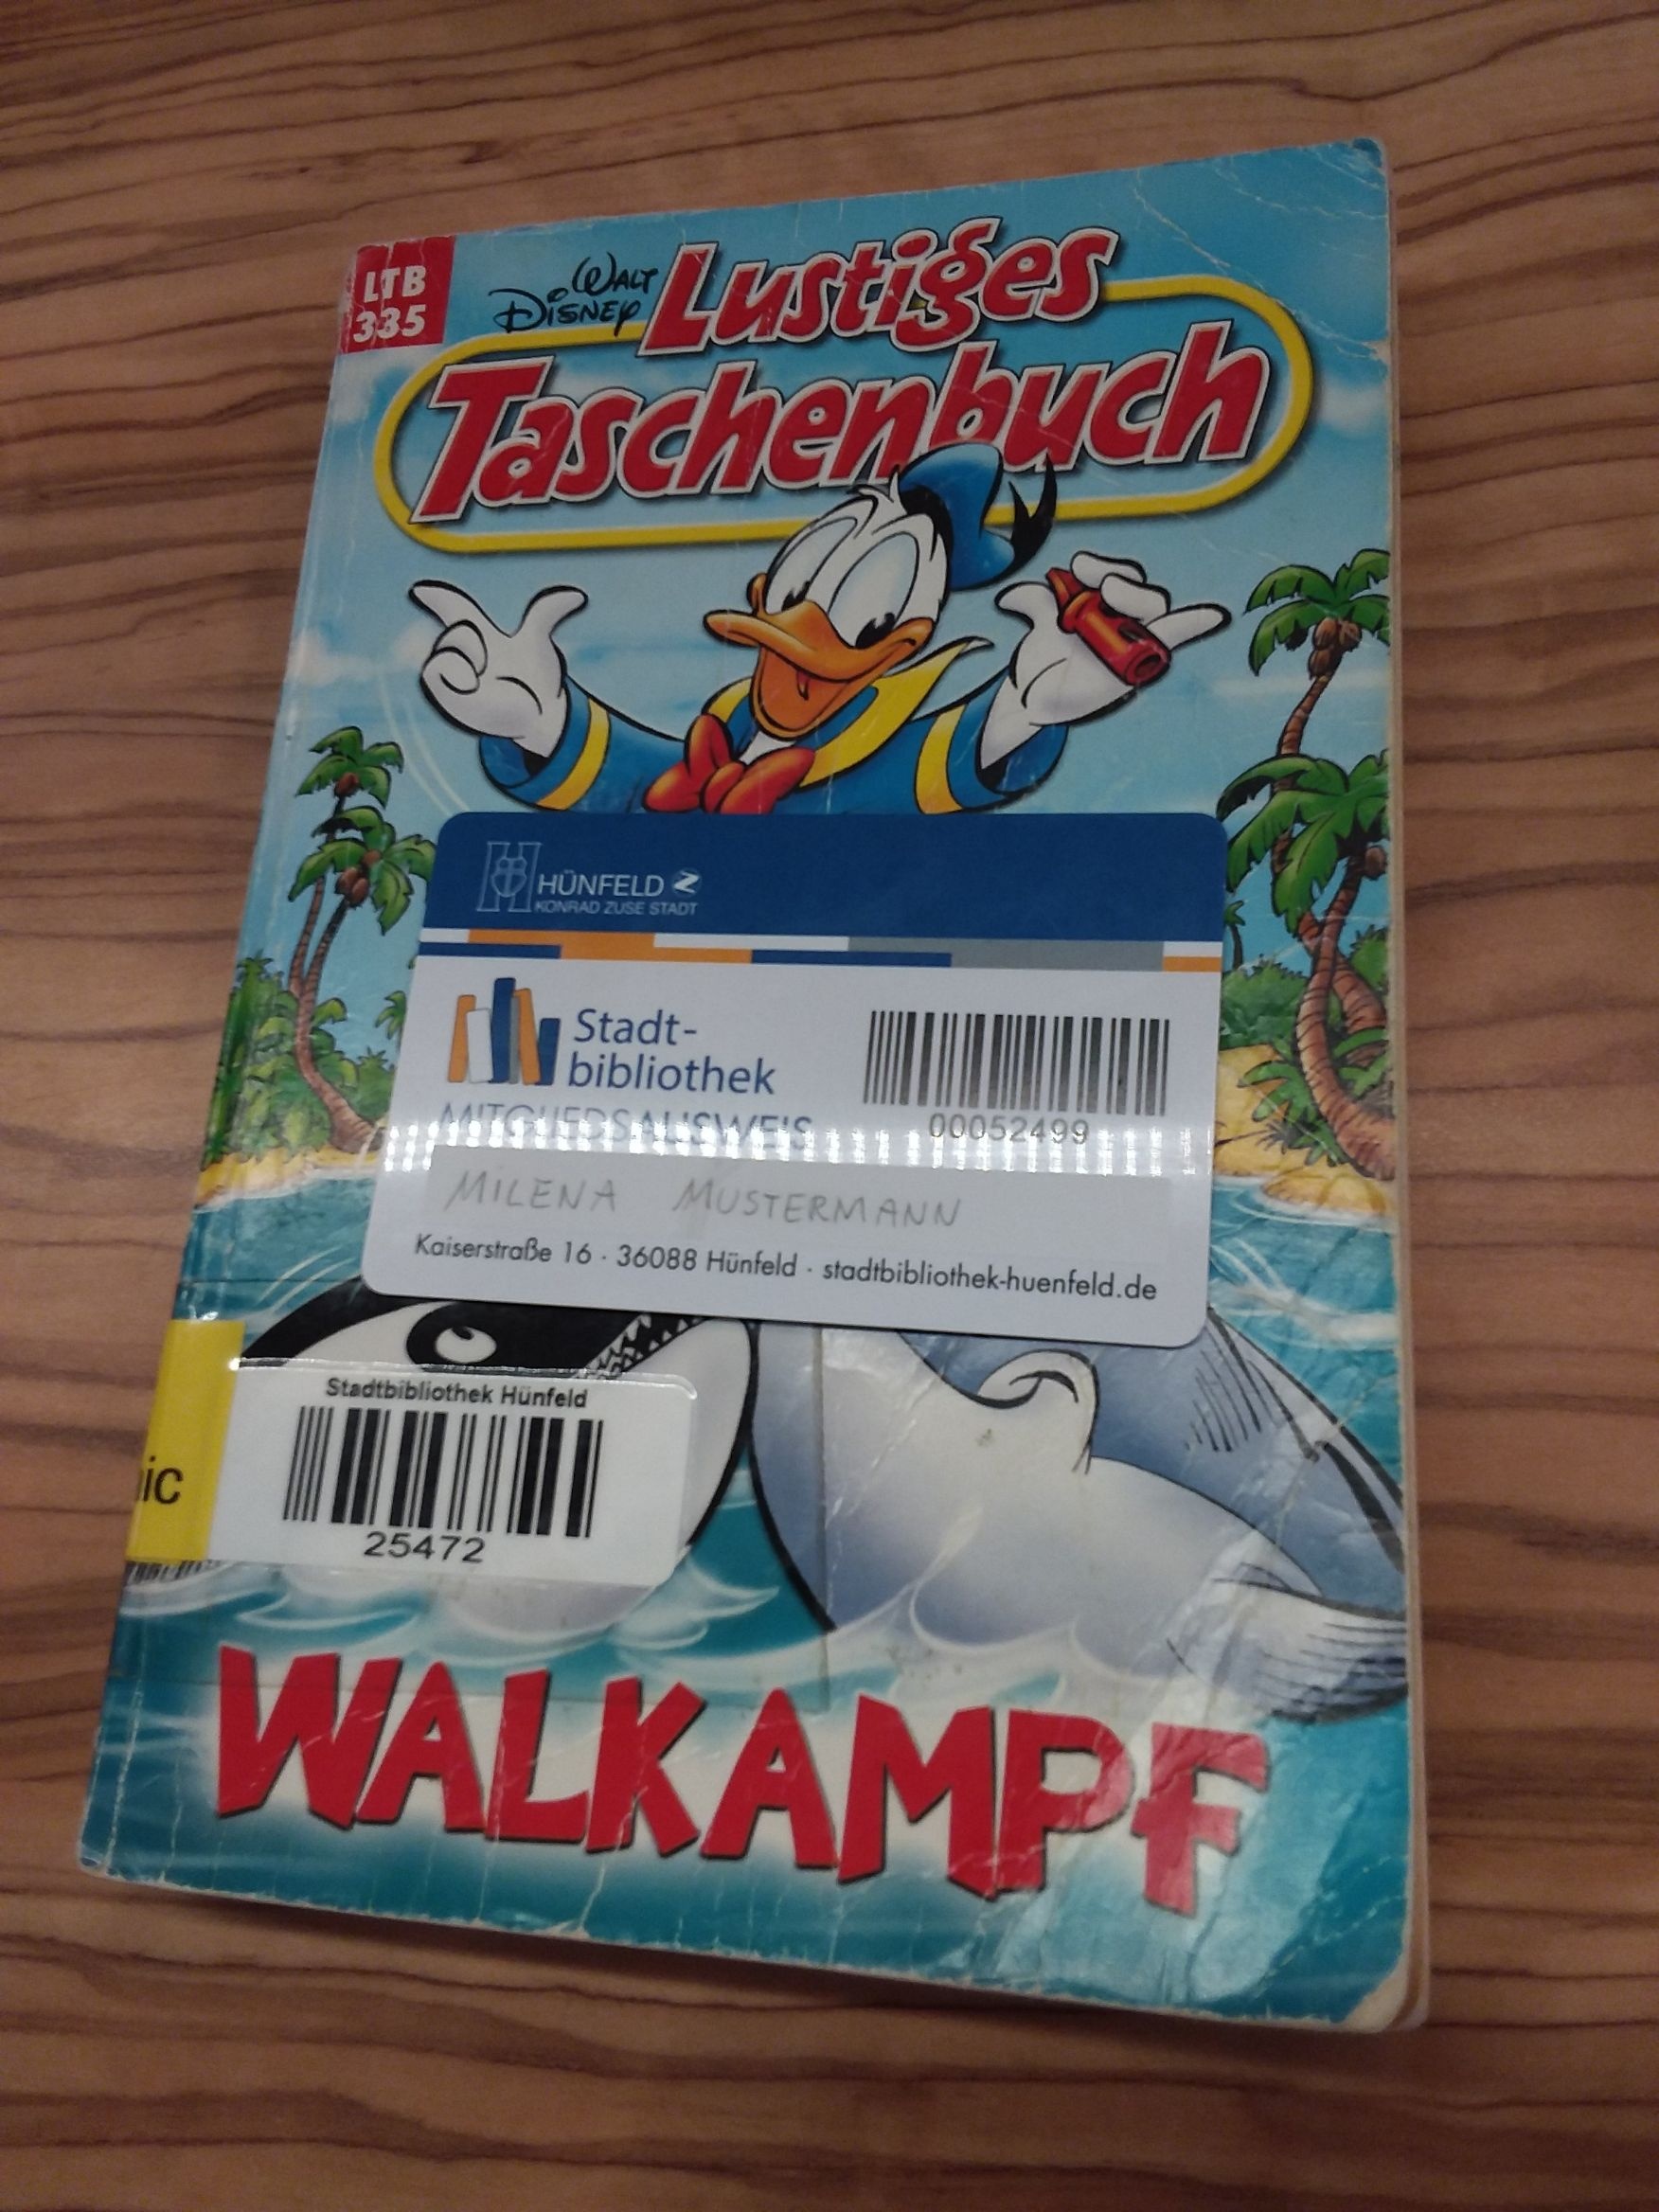 LTB
335
WALT
DISNEY
Lustiges
Taschenbuch
HÜNFELD
KONRAD ZUSE STADT
Stadt-
bibliothek
MITGLIEDSAUSWEIS
00052499
MILENA MUSTERMANN
Kaiserstraße 16 · 36088 Hünfeld · stadtbibliothek-huenfeld.de
Stadtbibliothek Hünfeld
25472
ic
WALKAMPF